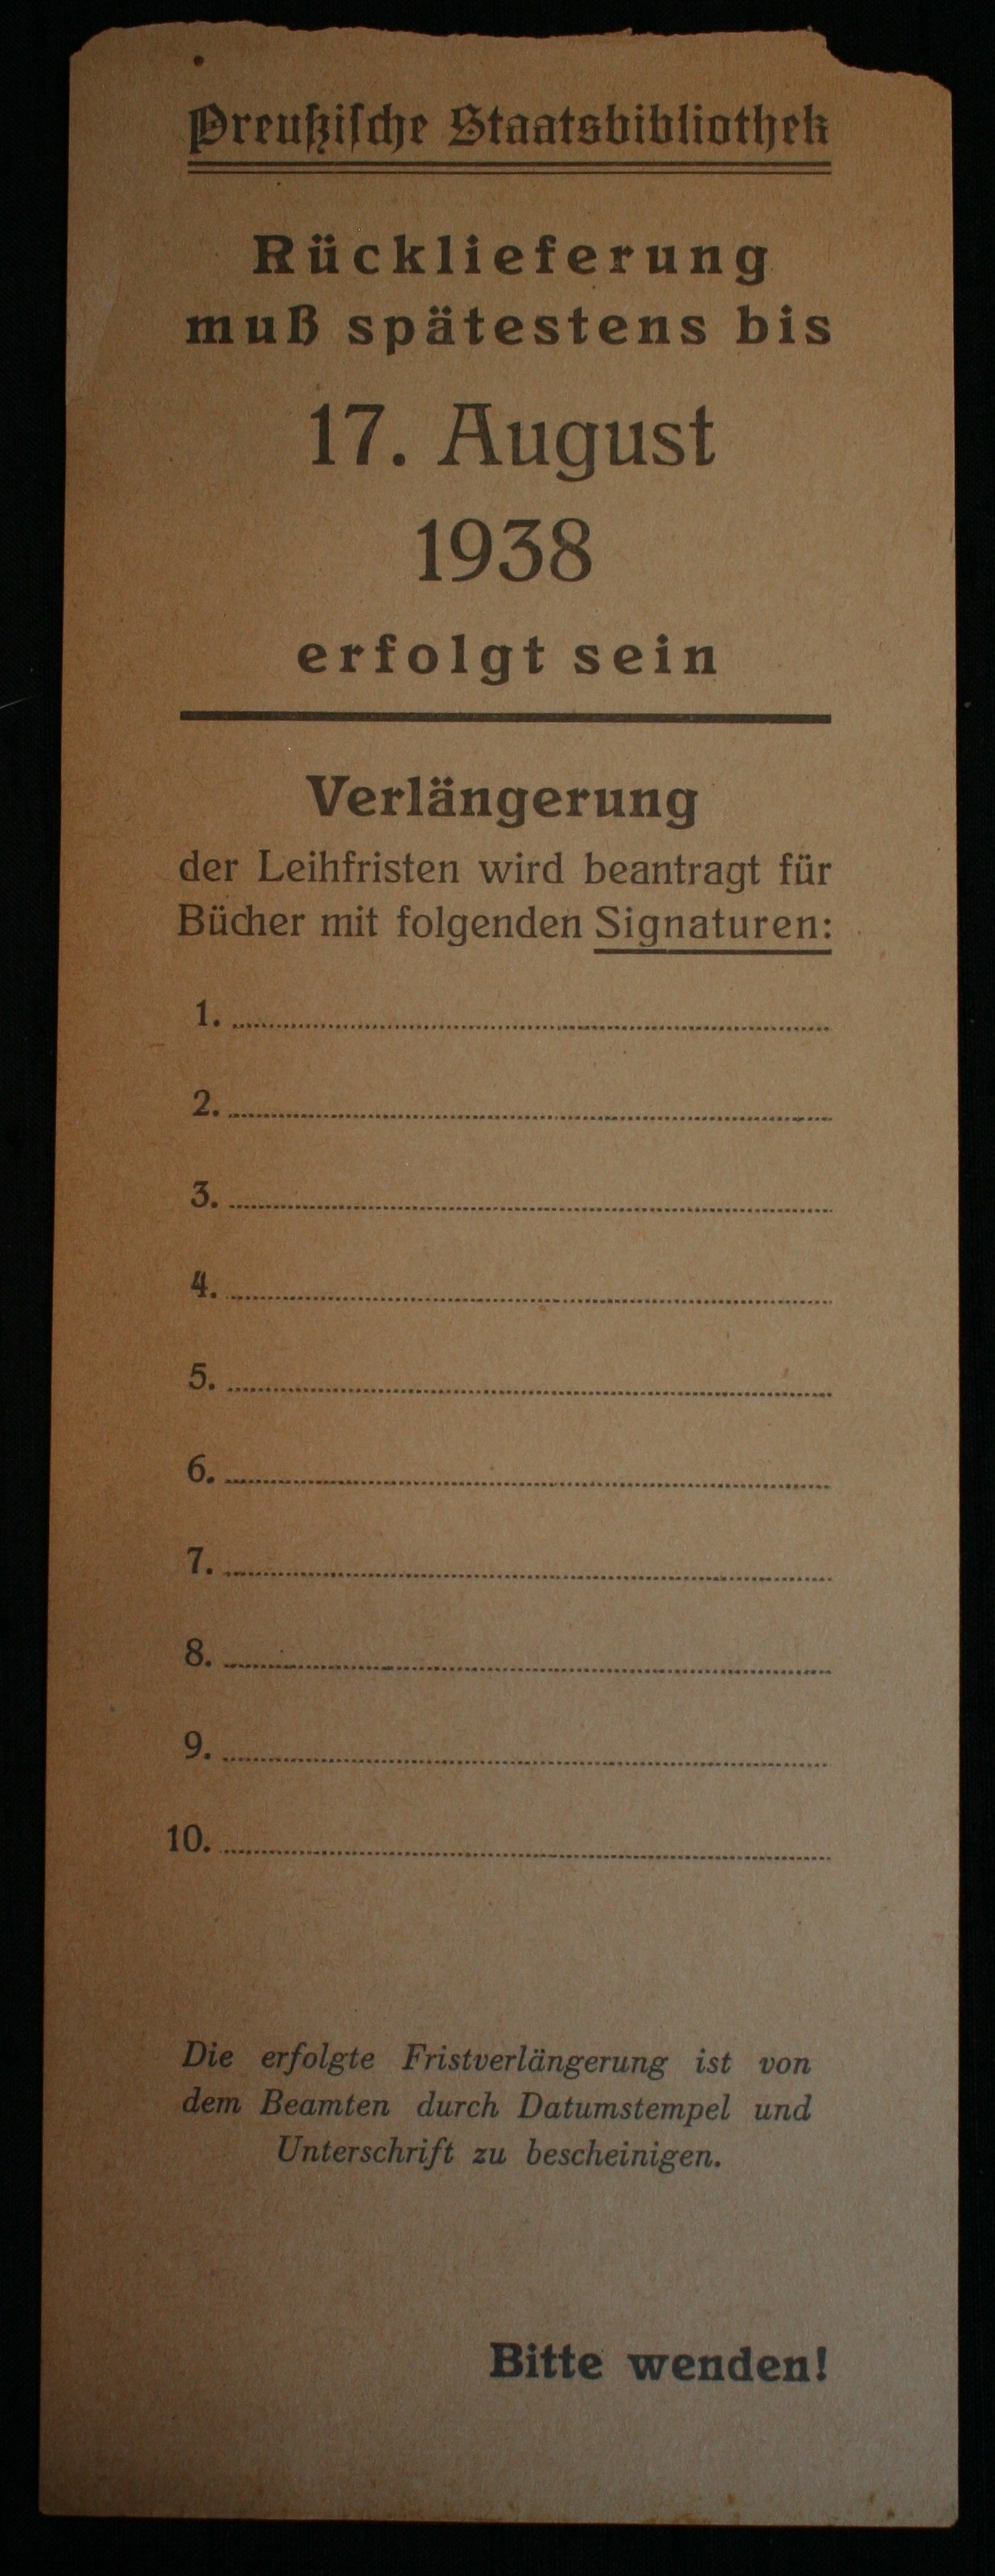 Preußische Staatsbibliothek
Rücklieferung
muß spätestens bis
17. August
1938
erfolgt sein
Verlängerung
der Leihfristen wird beantragt für
Bücher mit folgenden Signaturen:
1.
2.
3.
4.
5.
6.
7.
8.
9.
10.
Die erfolgte Fristverlängerung ist von
dem Beamten durch Datumstempel und
Unterschrift zu bescheinigen.
Bitte wenden!